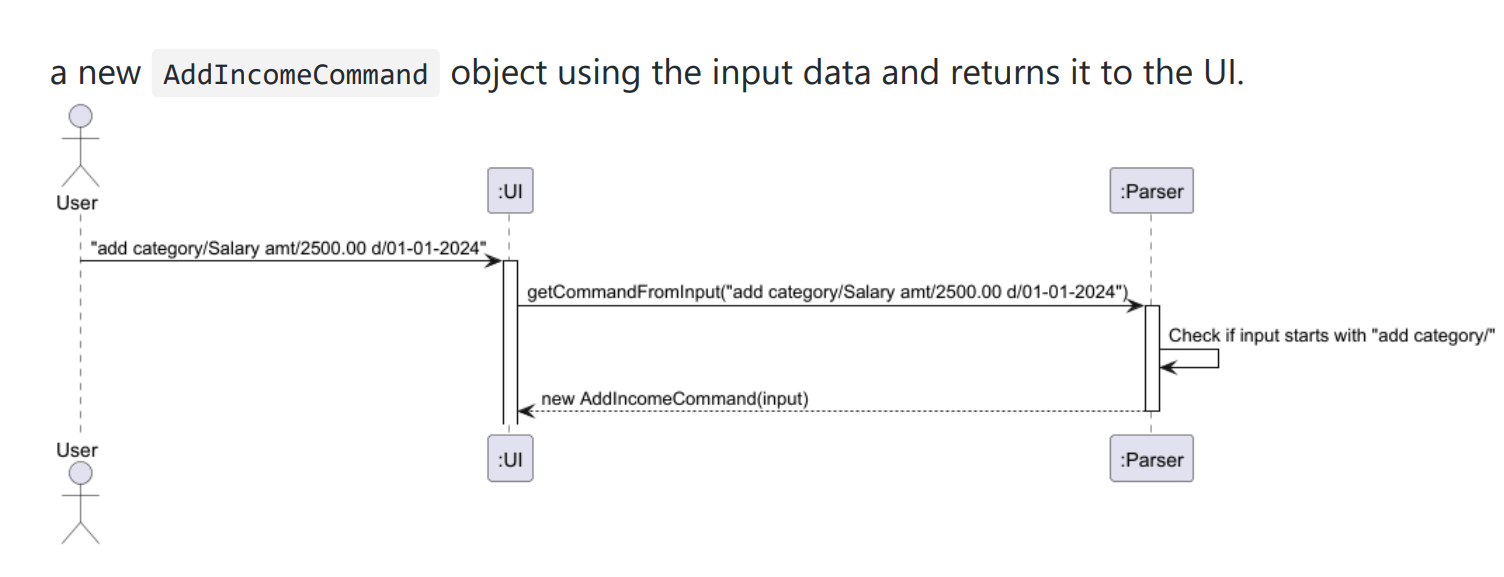 a new AddIncomeCommand object using the input data and returns it to the UI.
User
:UI
:Parser
"add category/Salary amt/2500.00 d/01-01-2024"
getCommandFromInput("add category/Salary amt/2500.00 d/01-01-2024")
Check if input starts with "add category/"
new AddIncomeCommand(input)
User
:UI
:Parser